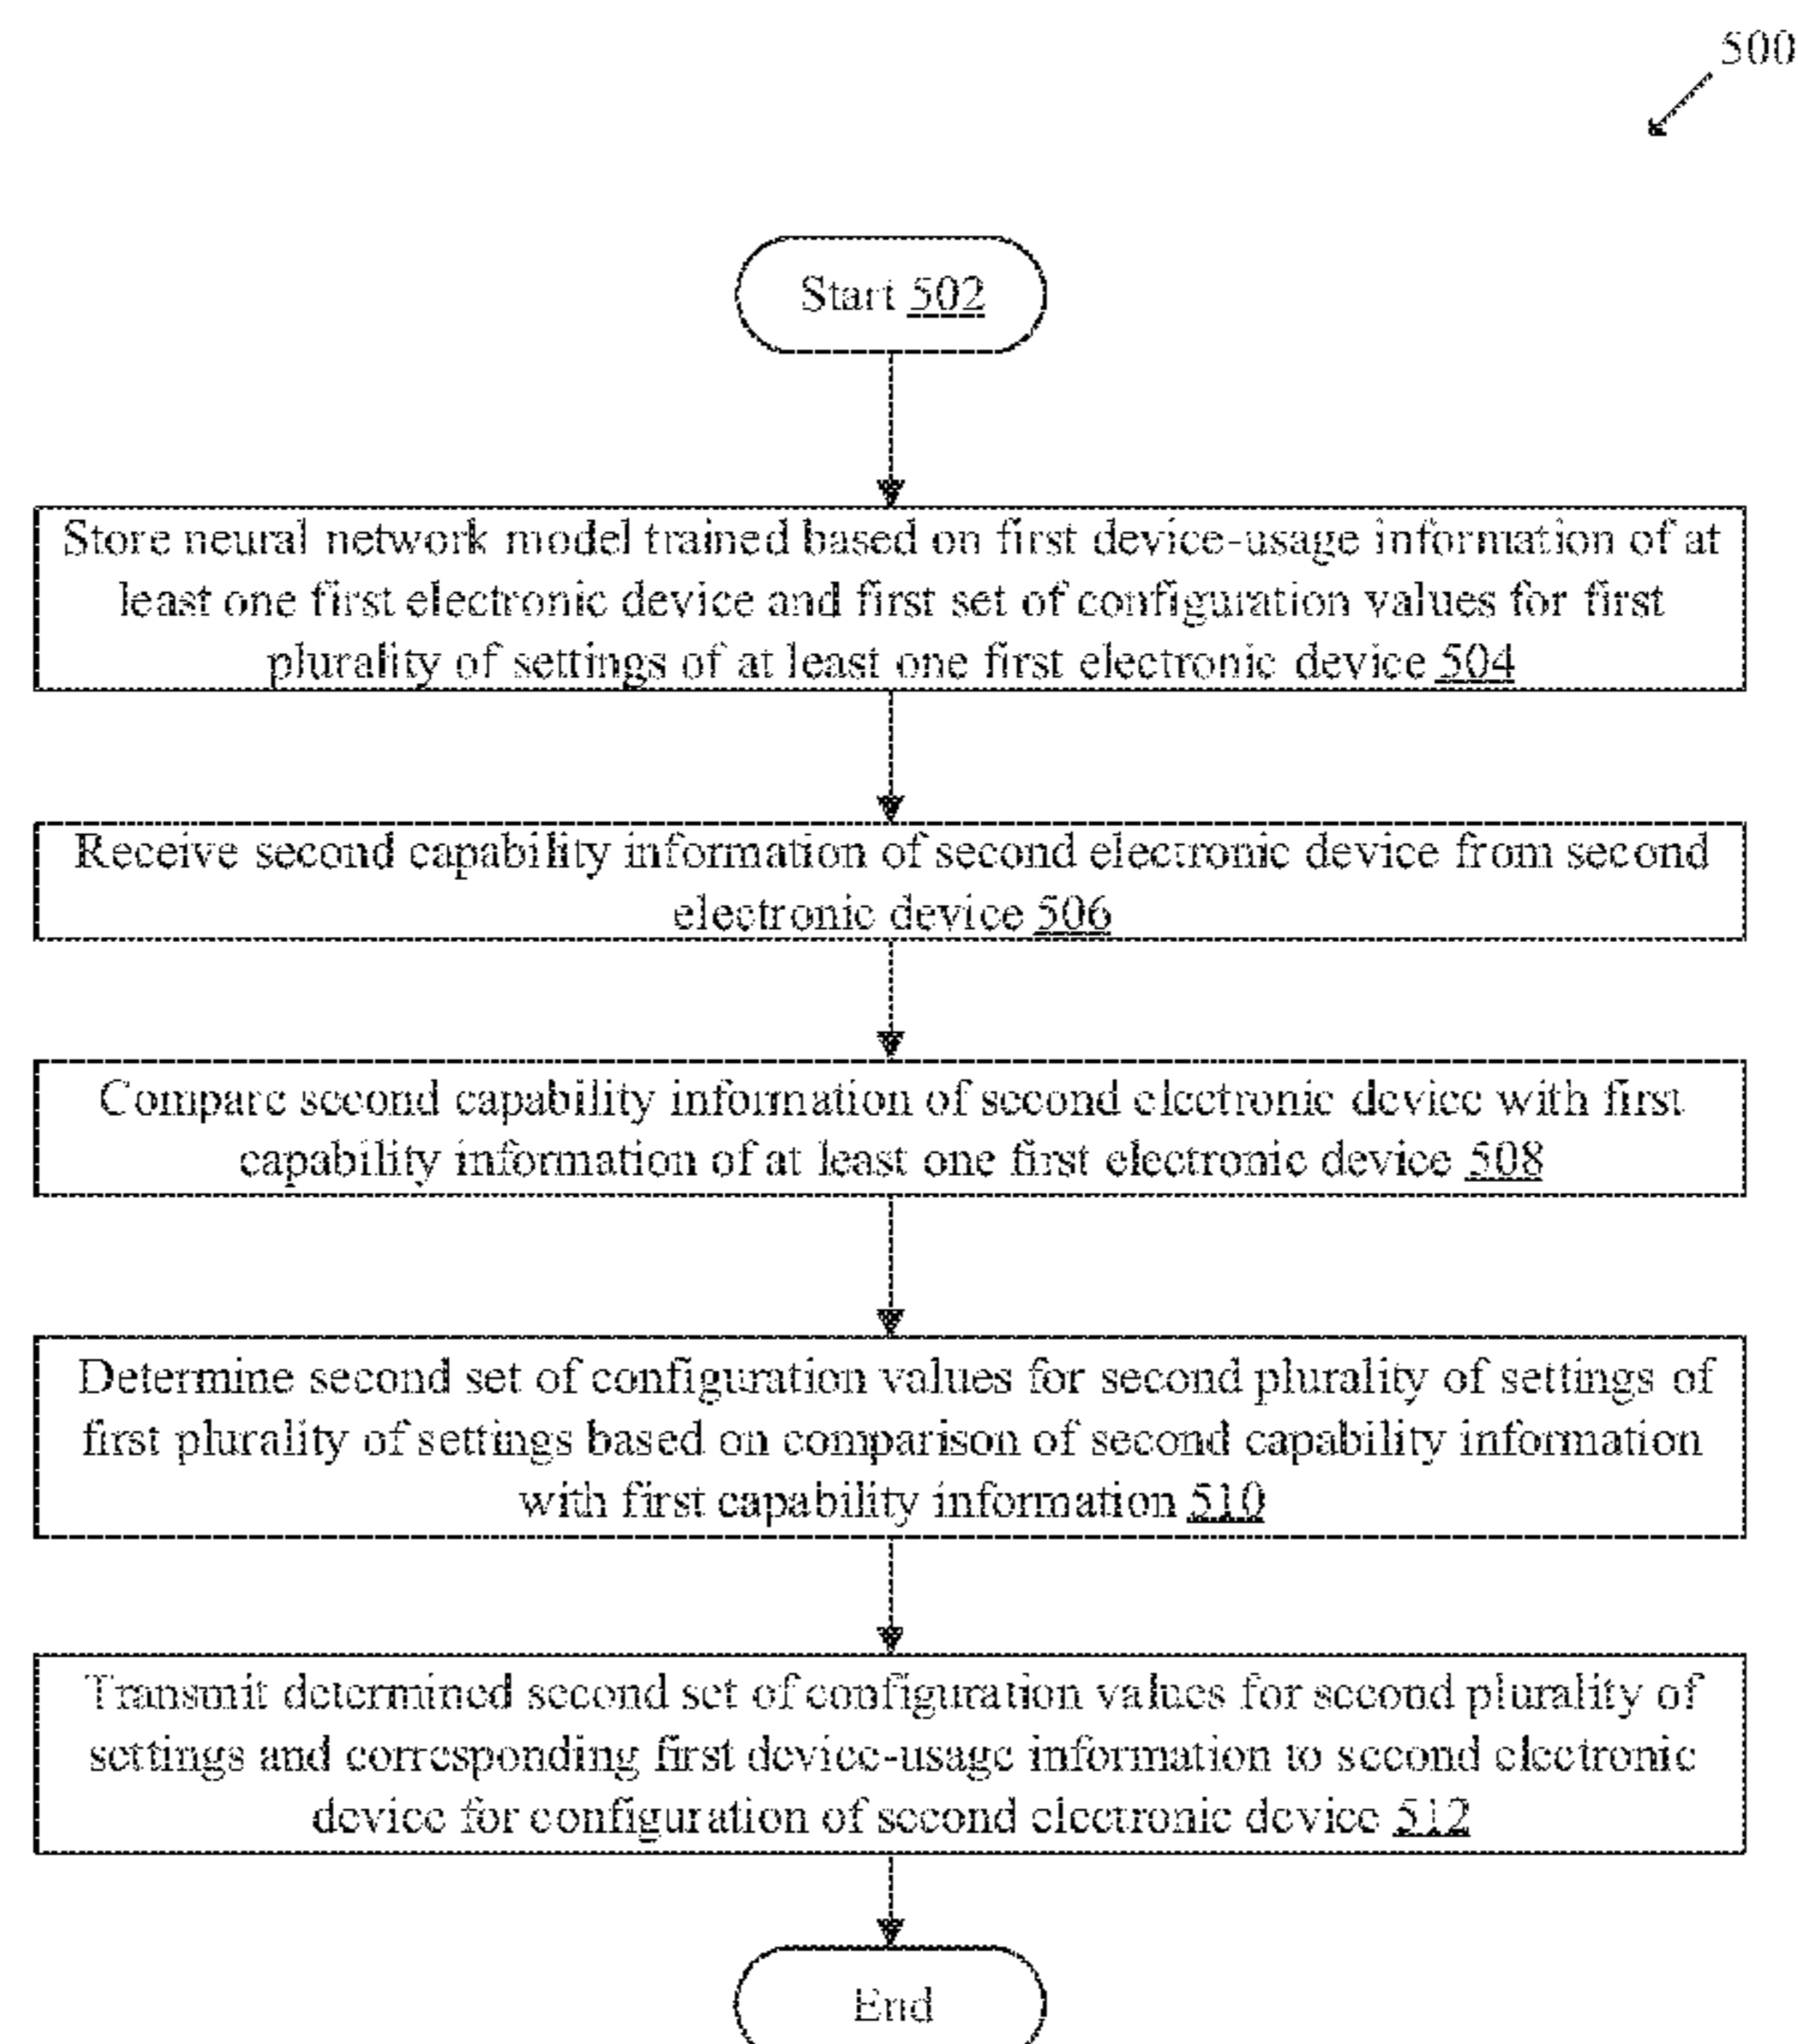 500
Start 502
Store neural network model trained based on first device-usage information of at
least one first electronic device and first set of configuration values for first
plurality of settings of at least one first electronic device 504
Receive second capability information of second electronic device from second
electronic device 506
Compare second capability information of second electronic device with first
capability information of at least one first electronic device 508
Determine second set of configuration values for second plurality of settings of
first plurality of settings based on comparison of second capability information
with first capability information 510
Transmit determined second set of configuration values for second plurality of
settings and corresponding first device-usage information to second electronic
device for configuration of second electronic device 512
End